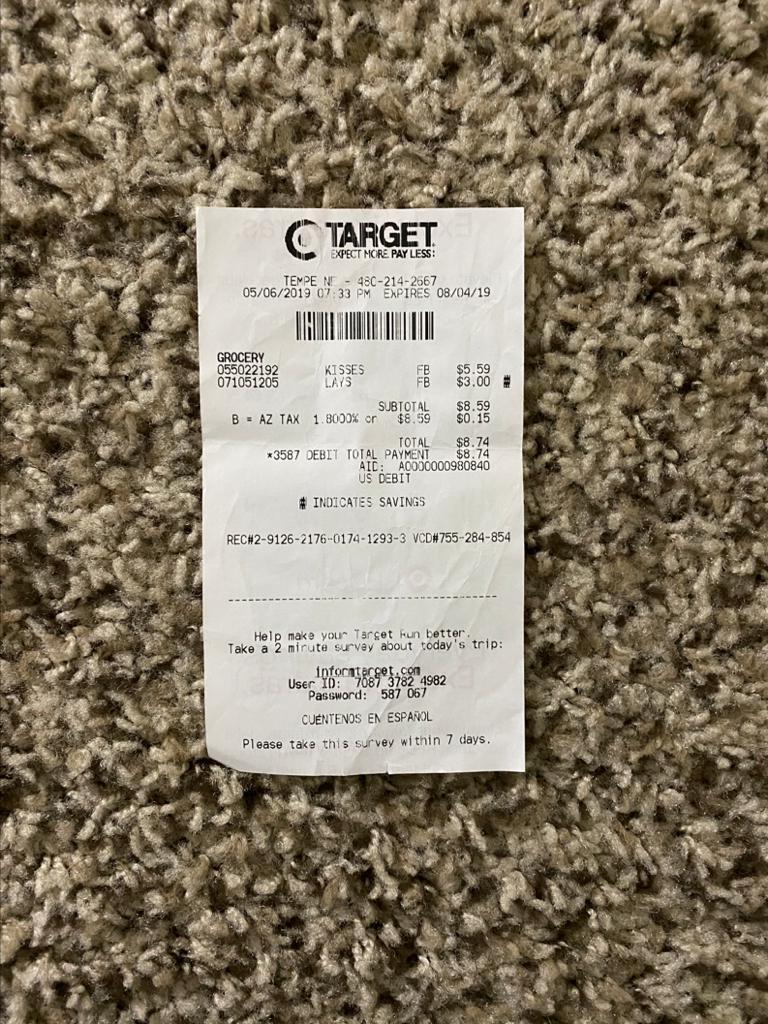 TARGET
EXPECT MORE. PAY LESS.
TEMPE NE - 480-214-2667
05/06/2019 07:33 PM EXPIRES 08/04/19
GROCERY
055022192 KISSES FB $5.59
071051205 LAYS FB $3.00 #
SUBTOTAL $8.59
B = AZ TAX 1.8000% on $8.59 $0.15
TOTAL $8.74
*3587 DEBIT TOTAL PAYMENT $8.74
AID: A0000000980840
US DEBIT
# INDICATES SAVINGS
REC#2-9126-2176-0174-1293-3 VCD#755-284-854
Help make your Target Run better.
Take a 2 minute survey about today's trip:
informtarget.com
User ID: 7087 3782 4982
Password: 587 067
CUÉNTENOS EN ESPAÑOL
Please take this survey within 7 days.